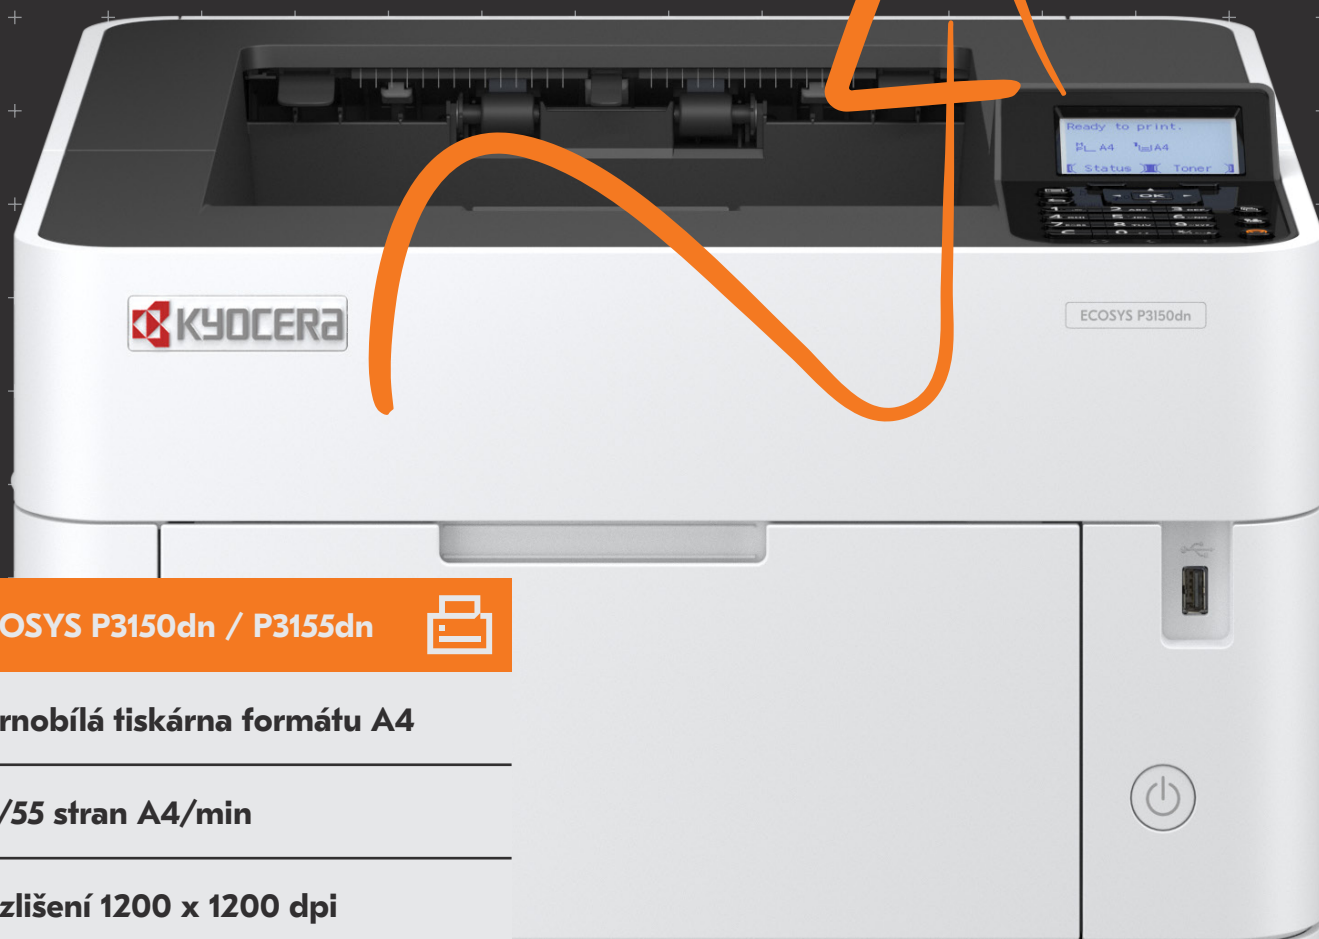 Ready to print.
A4 A4
[ Status ] [ Toner ]
OK
KYOCERA
ECOSYS P3150dn
OSYS P3150dn / P3155dn
rnobílá tiskárna formátu A4
/55 stran A4/min
zlišení 1200 x 1200 dpi